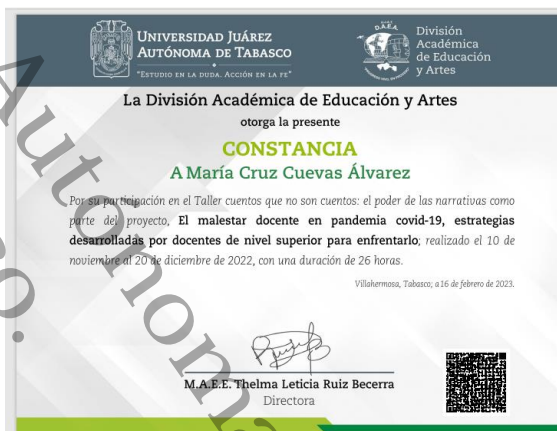 UNIVERSIDAD JUÁREZ
AUTÓNOMA DE TABASCO
"ESTUDIO EN LA DUDA. ACCIÓN EN LA FE"
D.A.E.A.
División
Académica
de Educación
y Artes
La División Académica de Educación y Artes
otorga la presente
CONSTANCIA
A María Cruz Cuevas Álvarez
Por su participación en el Taller cuentos que no son cuentos: el poder de las narrativas como
parte del proyecto, El malestar docente en pandemia covid-19, estrategias
desarrolladas por docentes de nivel superior para enfrentarlo; realizado el 10 de
noviembre al 20 de diciembre de 2022, con una duración de 26 horas.
Villahermosa, Tabasco; a 16 de febrero de 2023.
M.A.E.E. Thelma Leticia Ruiz Becerra
Directora
Autónoma